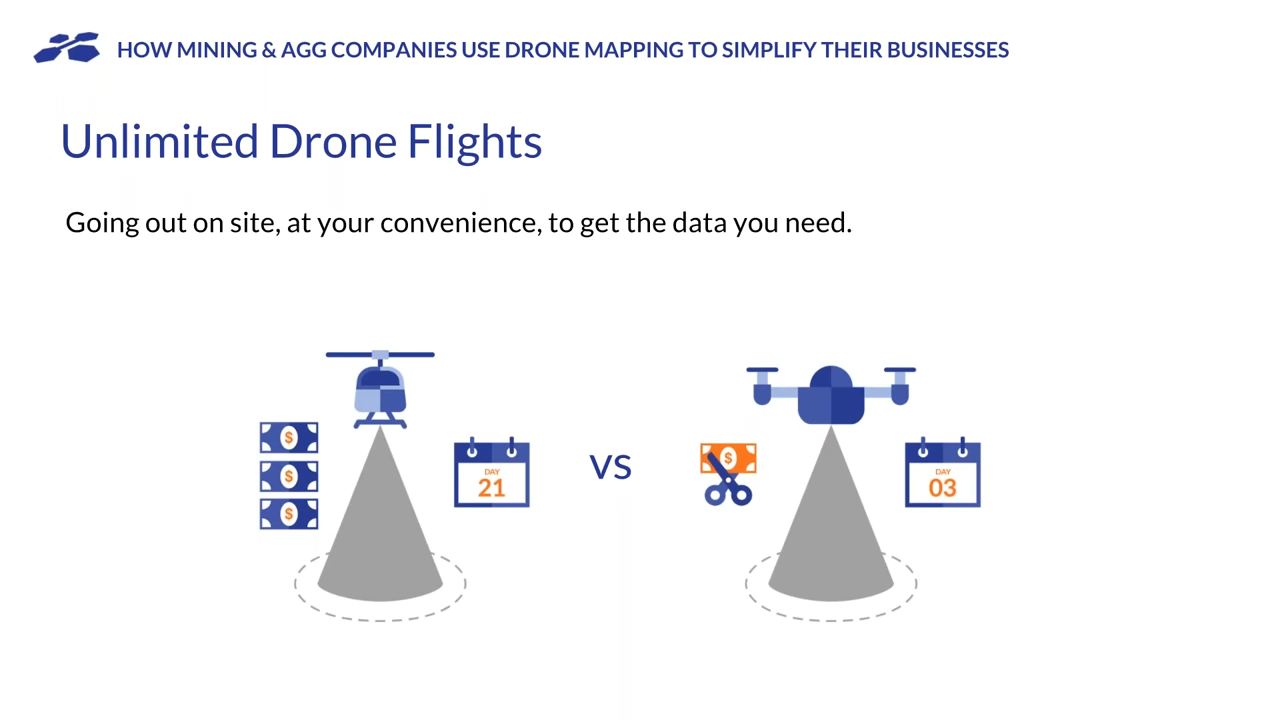 HOW MINING & AGG COMPANIES USE DRONE MAPPING TO SIMPLIFY THEIR BUSINESSES
Unlimited Drone Flights
Going out on site, at your convenience, to get the data you need.
$
$
$
DAY
21
VS
$
DAY
03